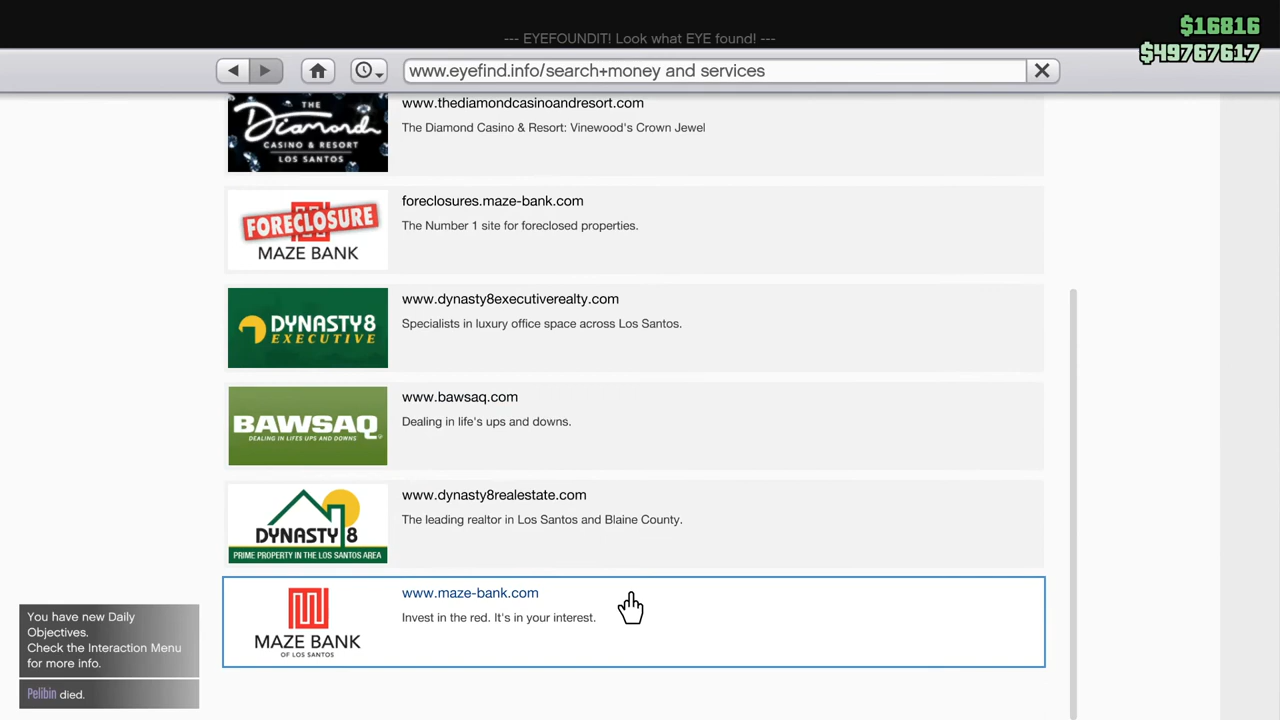 $16816
--- EYEFOUNDIT! Look what EYE found! ---
$49767617
www.eyefind.info/search+money and services
THE
Diamond
CASINO & RESORT
LOS SANTOS
www.thediamondcasinoandresort.com
The Diamond Casino & Resort: Vinewood's Crown Jewel
FORECLOSURE
MAZE BANK
foreclosures.maze-bank.com
The Number 1 site for foreclosed properties.
DYNASTY8
EXECUTIVE
www.dynasty8executiverealty.com
Specialists in luxury office space across Los Santos.
BAWSAQ
DEALING IN LIFES UPS AND DOWNS
www.bawsaq.com
Dealing in life's ups and downs.
DYNASTY 8
PRIME PROPERTY IN THE LOS SANTOS AREA
www.dynasty8realestate.com
The leading realtor in Los Santos and Blaine County.
MAZE BANK
OF LOS SANTOS
www.maze-bank.com
Invest in the red. It's in your interest.
You have new Daily
Objectives.
Check the Interaction Menu
for more info.
Pelibin died.